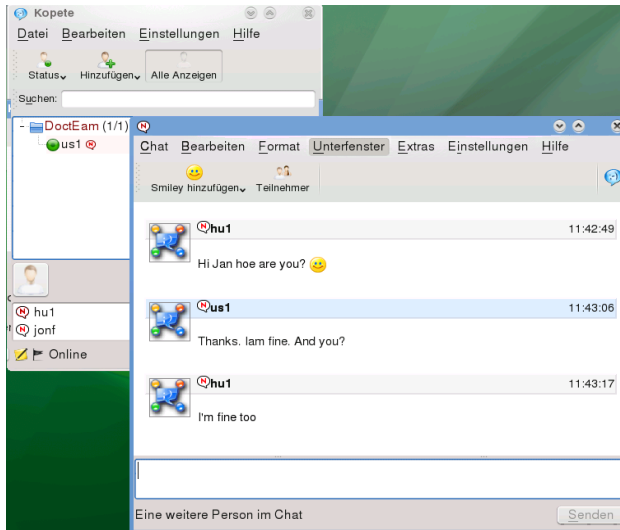 Kopete
Datei Bearbeiten Einstellungen Hilfe
Status Hinzufügen Alle Anzeigen
Suchen:
DoctEam (1/1)
us1
hu1
jonf
Online
Chat Bearbeiten Format Unterfenster Extras Einstellungen Hilfe
Smiley hinzufügen Teilnehmer
hu1 11:42:49
Hi Jan hoe are you?
us1 11:43:06
Thanks. Iam fine. And you?
hu1 11:43:17
I'm fine too
Eine weitere Person im Chat Senden